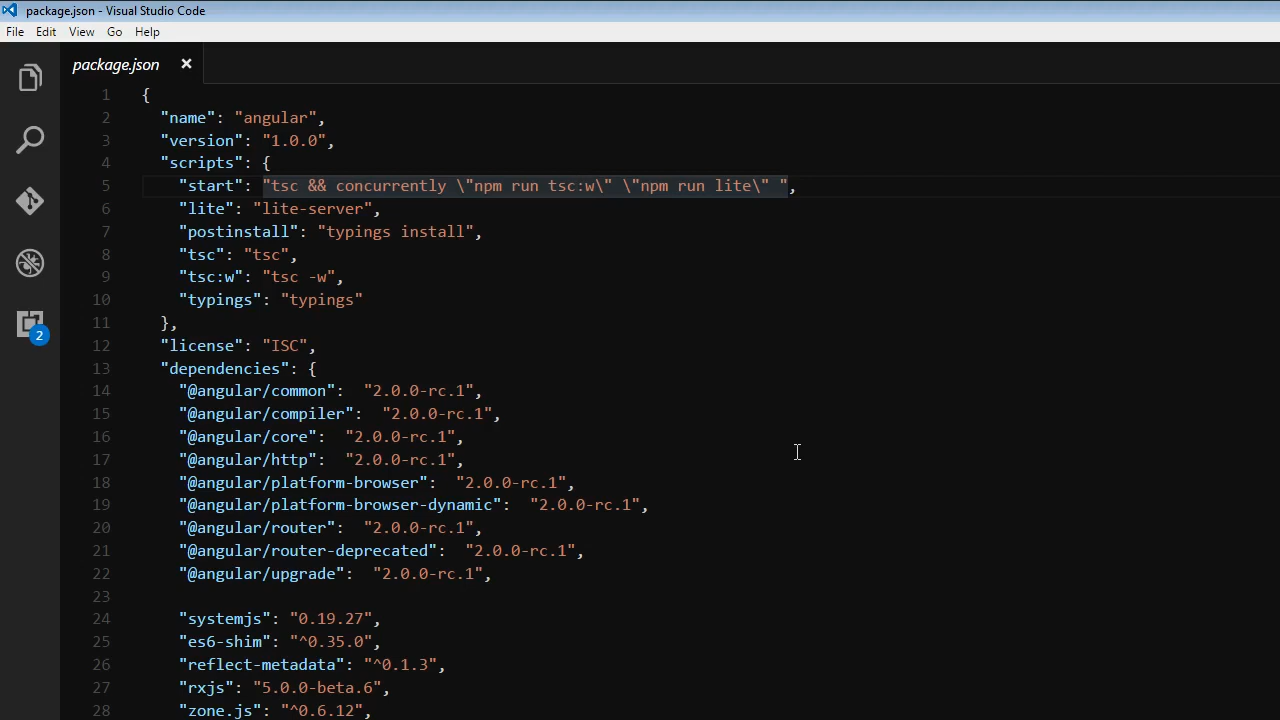 package.json - Visual Studio Code
File Edit View Go Help
package.json
1 {
2 "name": "angular",
3 "version": "1.0.0",
4 "scripts": {
5 "start": "tsc && concurrently \"npm run tsc:w\" \"npm run lite\" ",
6 "lite": "lite-server",
7 "postinstall": "typings install",
8 "tsc": "tsc",
9 "tsc:w": "tsc -w",
10 "typings": "typings"
11 },
12 "license": "ISC",
13 "dependencies": {
14 "@angular/common":  "2.0.0-rc.1",
15 "@angular/compiler":  "2.0.0-rc.1",
16 "@angular/core":  "2.0.0-rc.1",
17 "@angular/http":  "2.0.0-rc.1",
18 "@angular/platform-browser":  "2.0.0-rc.1",
19 "@angular/platform-browser-dynamic":  "2.0.0-rc.1",
20 "@angular/router":  "2.0.0-rc.1",
21 "@angular/router-deprecated":  "2.0.0-rc.1",
22 "@angular/upgrade":  "2.0.0-rc.1",
23
24 "systemjs": "0.19.27",
25 "es6-shim": "^0.35.0",
26 "reflect-metadata": "^0.1.3",
27 "rxjs": "5.0.0-beta.6",
28 "zone.js": "^0.6.12",
2